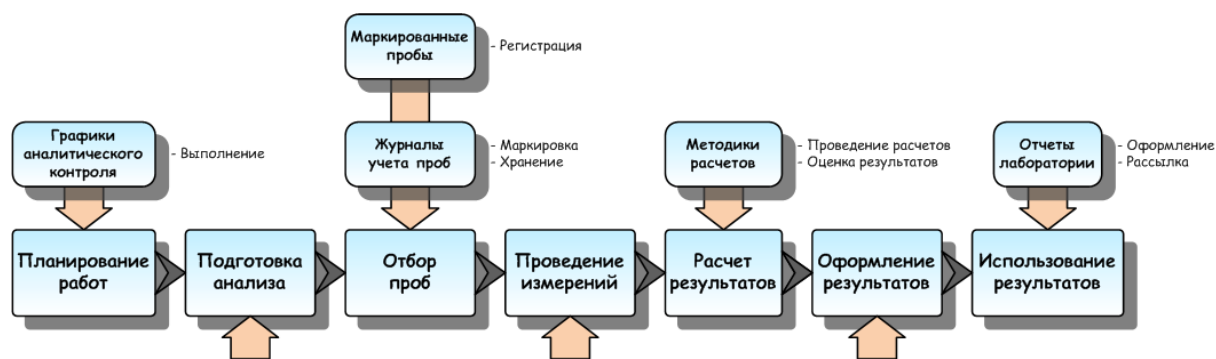 Маркированные
пробы
- Регистрация
Графики
аналитического
контроля
- Выполнение
Журналы
учета проб
- Маркировка
- Хранение
Методики
расчетов
- Проведение расчетов
- Оценка результатов
Отчеты
лаборатории
- Оформление
- Рассылка
Планирование
работ
Подготовка
анализа
Отбор
проб
Проведение
измерений
Расчет
результатов
Оформление
результатов
Использование
результатов